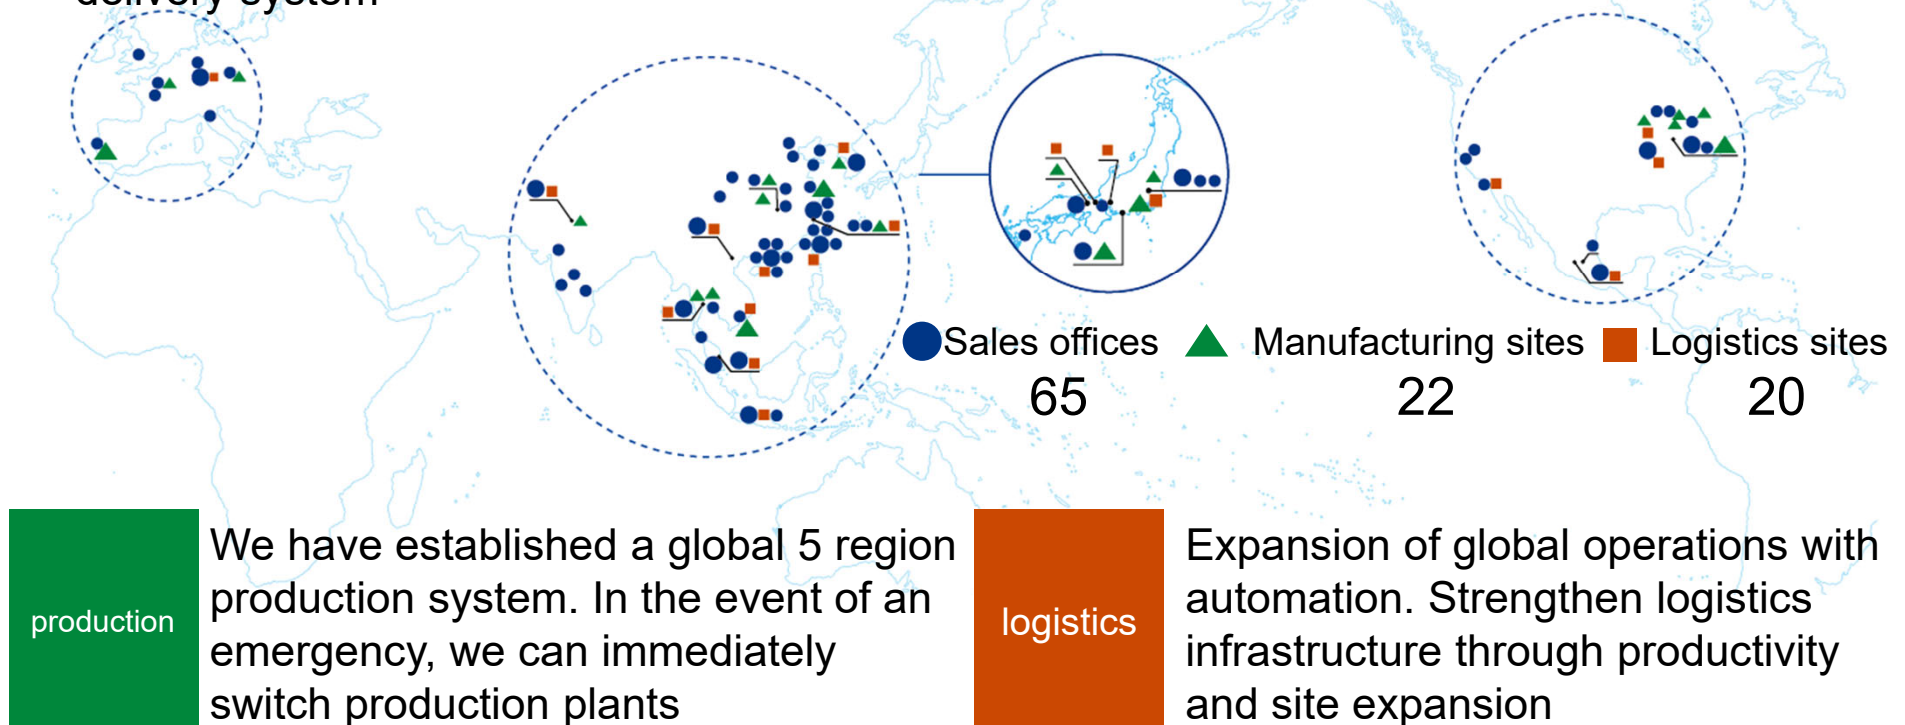 delivery system
Sales offices
Manufacturing sites
Logistics sites
65
22
20
production
We have established a global 5 region
production system. In the event of an
emergency, we can immediately
switch production plants
logistics
Expansion of global operations with
automation. Strengthen logistics
infrastructure through productivity
and site expansion